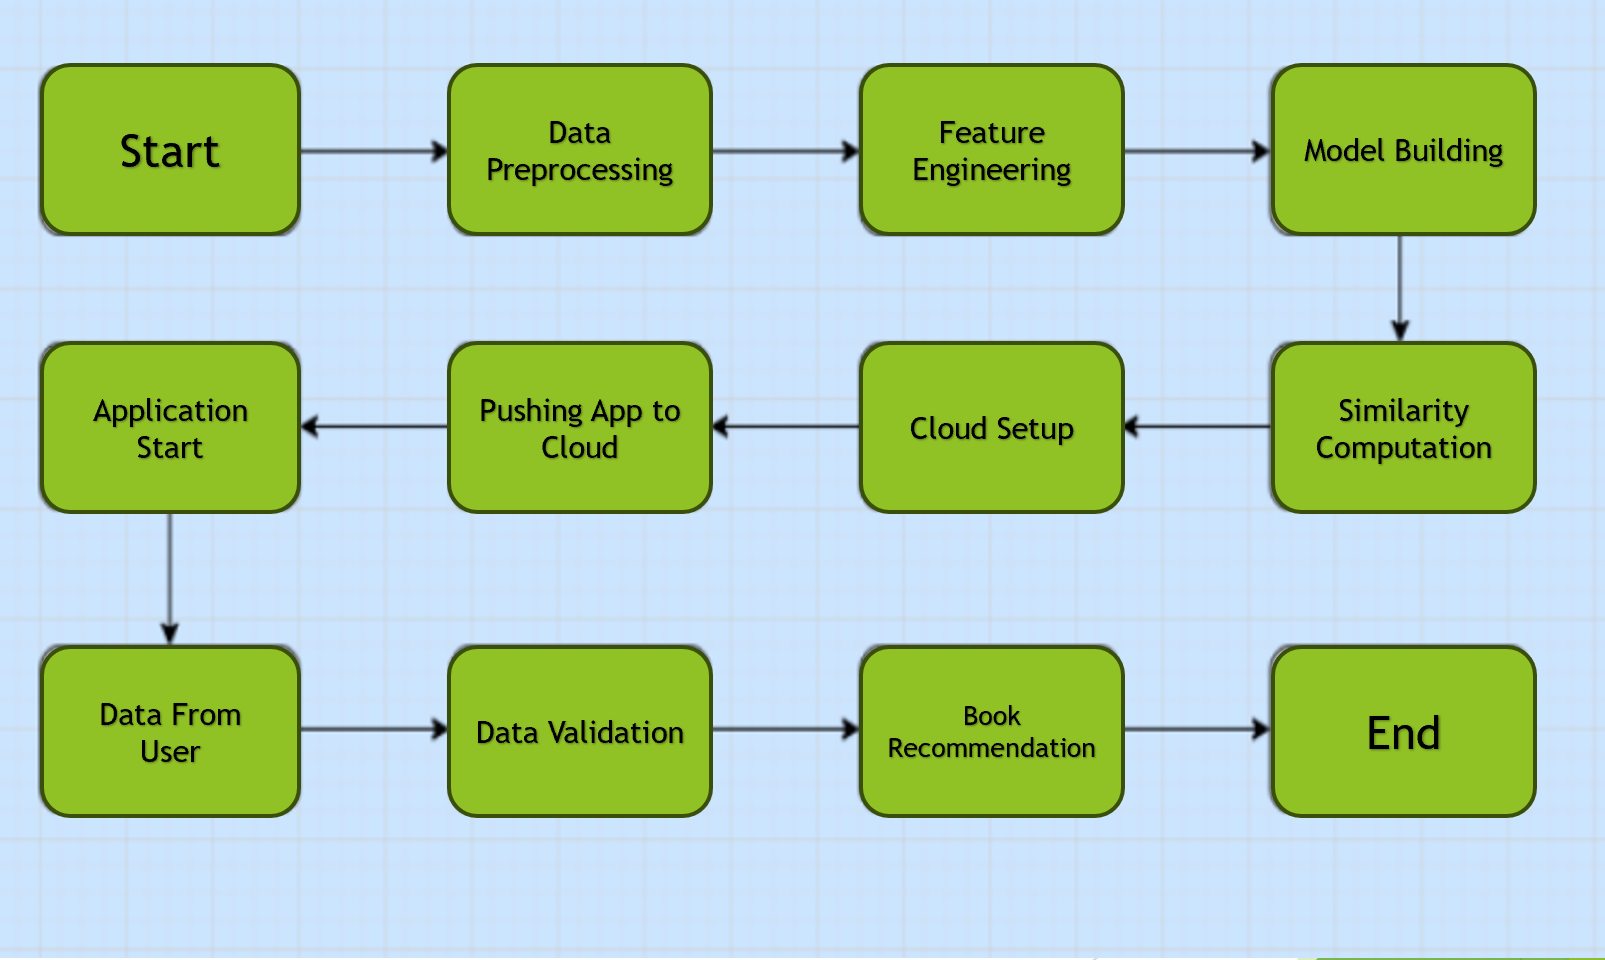 Start
Data
Preprocessing
Feature
Engineering
Model Building
Application
Start
Pushing App to
Cloud
Cloud Setup
Similarity
Computation
Data From
User
Data Validation
Book
Recommendation
End